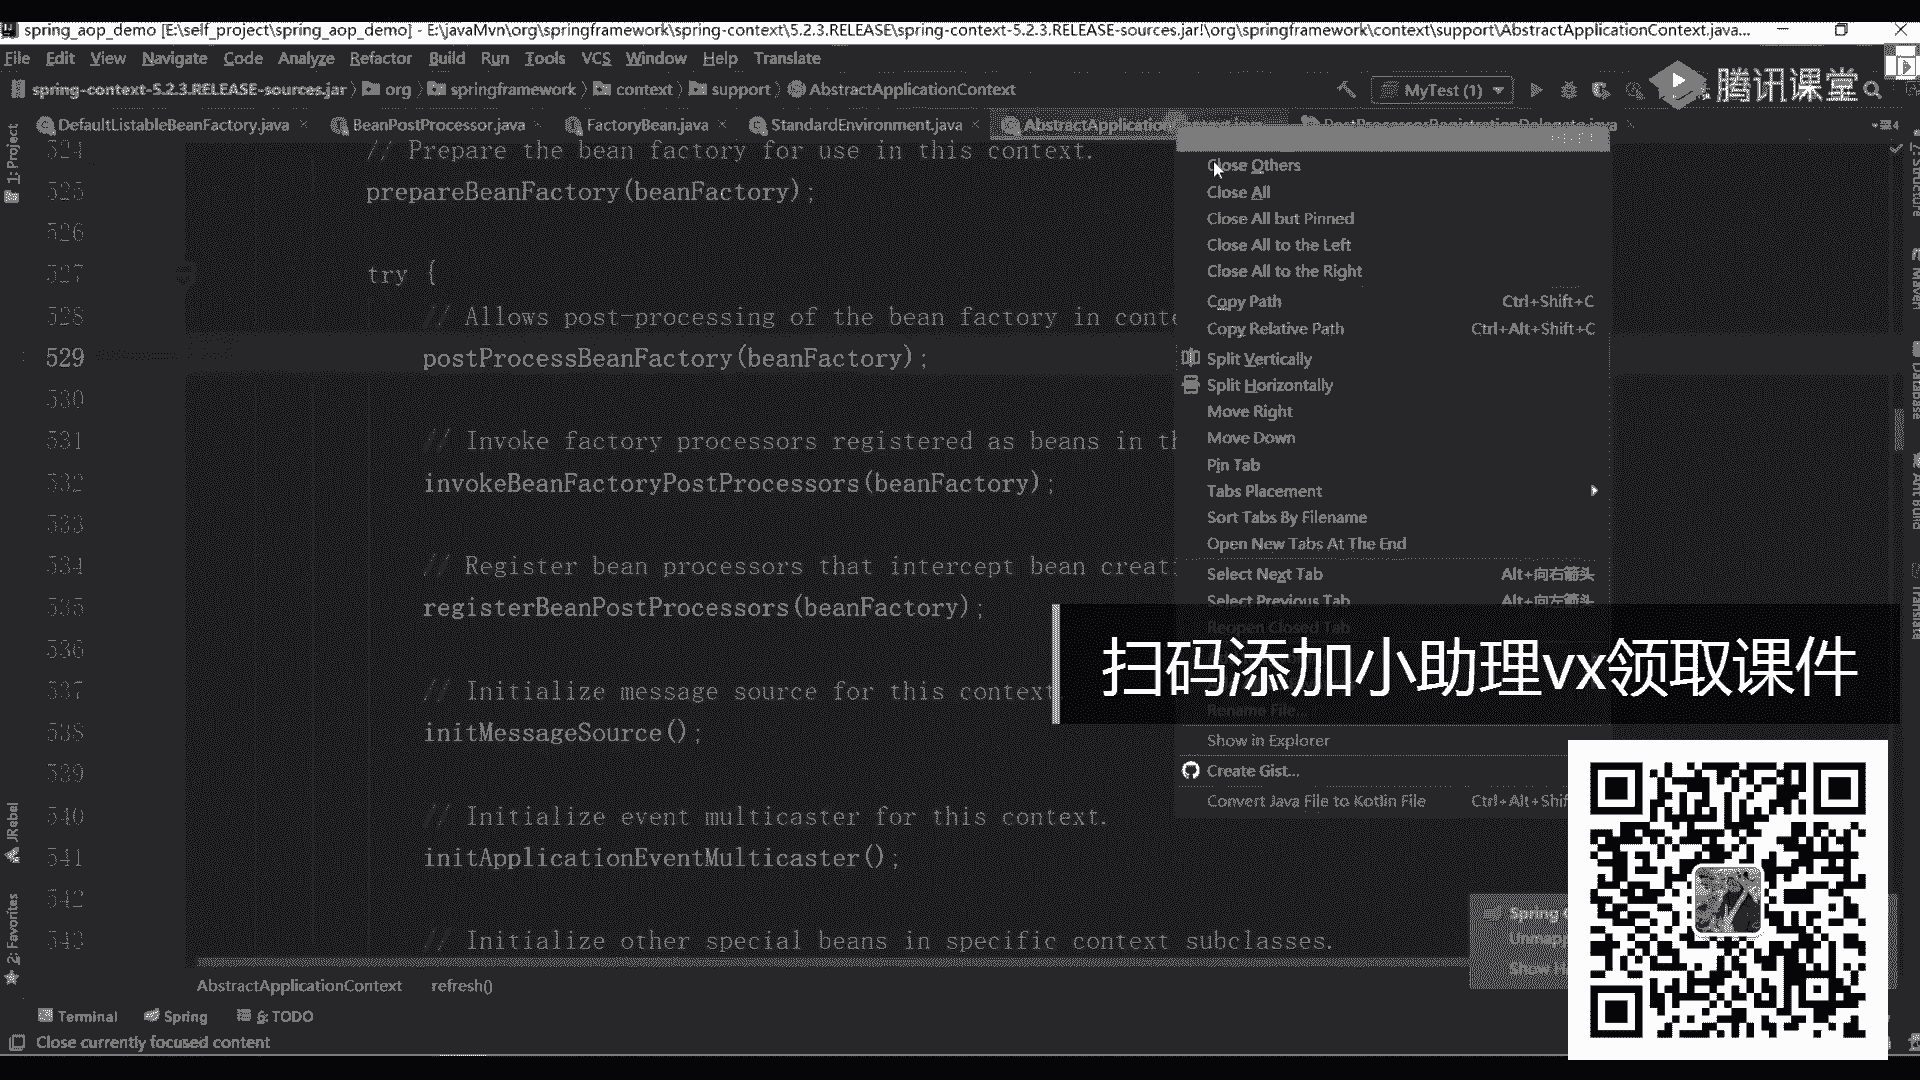 spring_aop_demo [E:\self_project\spring_aop_demo] - E:\javaMvn\org\springframework\spring-context\5.2.3.RELEASE\spring-context-5.2.3.RELEASE-sources.jar!\org\springframework\context\support\AbstractApplicationContext.java...
File Edit View Navigate Code Analyze Refactor Build Run Tools VCS Window Help Translate
spring-context-5.2.3.RELEASE-sources.jar org springframework context support AbstractApplicationContext MyTest (1) 腾讯课堂
DefaultListableBeanFactory.java BeanPostProcessor.java FactoryBean.java StandardEnvironment.java AbstractApplication PostProcessorRegistrationDelegate.java
524 // Prepare the bean factory for use in this context.
525 prepareBeanFactory(beanFactory);
526
527 try {
528 // Allows post-processing of the bean factory in conte
529 postProcessBeanFactory(beanFactory);
530
531 // Invoke factory processors registered as beans in th
532 invokeBeanFactoryPostProcessors(beanFactory);
533
534 // Register bean processors that intercept bean creati
535 registerBeanPostProcessors(beanFactory);
536
537 // Initialize message source for this context
538 initMessageSource();
539
540 // Initialize event multicaster for this context.
541 initApplicationEventMulticaster();
542
543 // Initialize other special beans in specific context subclasses.
Close Others
Close All
Close All but Pinned
Close All to the Left
Close All to the Right
Copy Path Ctrl+Shift+C
Copy Relative Path Ctrl+Alt+Shift+C
Split Vertically
Split Horizontally
Move Right
Move Down
Pin Tab
Tabs Placement
Sort Tabs By Filename
Open New Tabs At The End
Select Next Tab Alt+向右箭头
Select Previous Tab Alt+向左箭头
Reopen Closed Tab
扫码添加小助理vx领取课件
Rename File...
Show in Explorer
Create Gist...
Convert Java File to Kotlin File Ctrl+Alt+Shif
Spring
Unmapp
Show H
1: Project
JRebel
2: Favorites
7: Structure
Maven
Database
Ant Build
Translate
AbstractApplicationContext refresh()
Terminal Spring 6: TODO
Close currently focused content